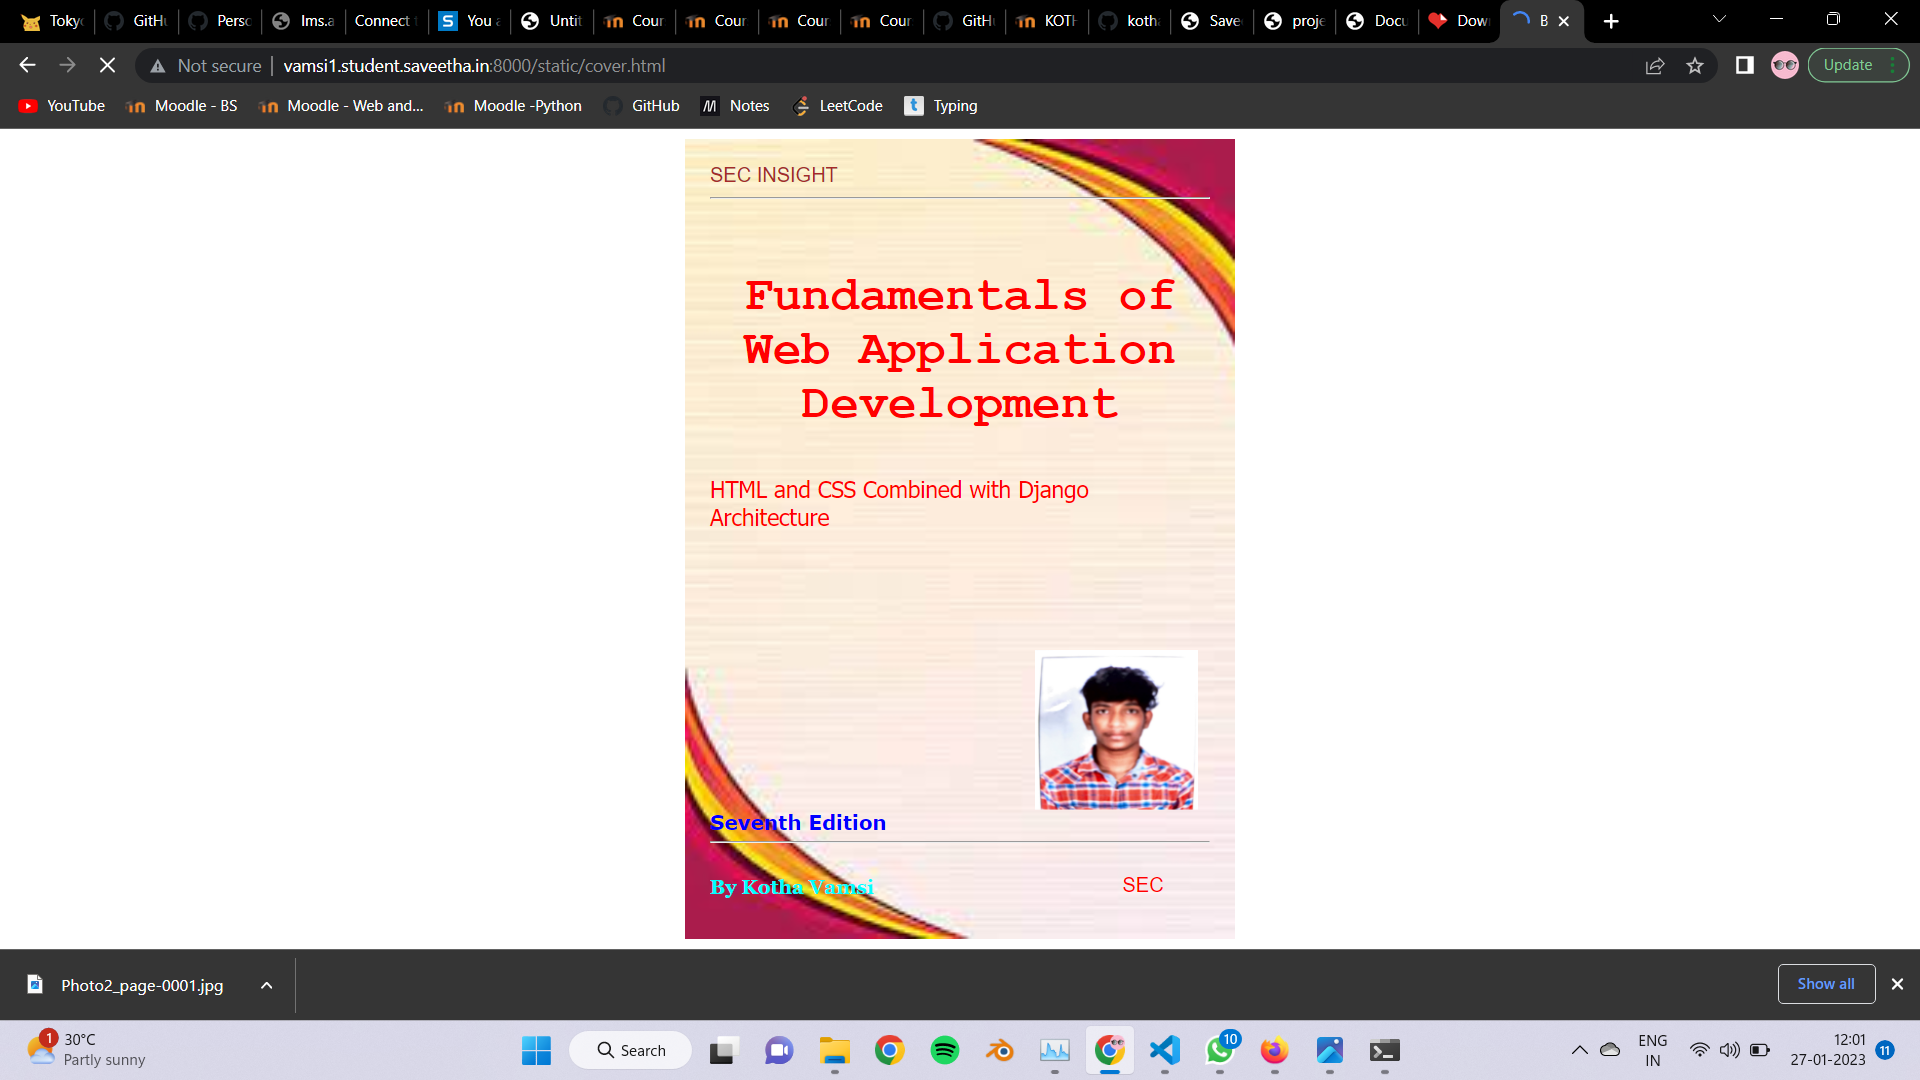 Toky
GitHu
Perso
lms.a
Connect t
You a
Untit
Cour
Cour
Cour
Cour
GitHu
KOTH
kotha
Save
proje
Docu
Dow
B
Not secure
vamsi1.student.saveetha.in:8000/static/cover.html
Update
YouTube
Moodle - BS
Moodle - Web and...
Moodle -Python
GitHub
Notes
LeetCode
Typing
SEC INSIGHT
Fundamentals of
Web Application
Development
HTML and CSS Combined with Django
Architecture
Seventh Edition
By Kotha Vamsi
SEC
Photo2_page-0001.jpg
Show all
1
30°C
Partly sunny
Search
10
ENG
IN
12:01
27-01-2023
11